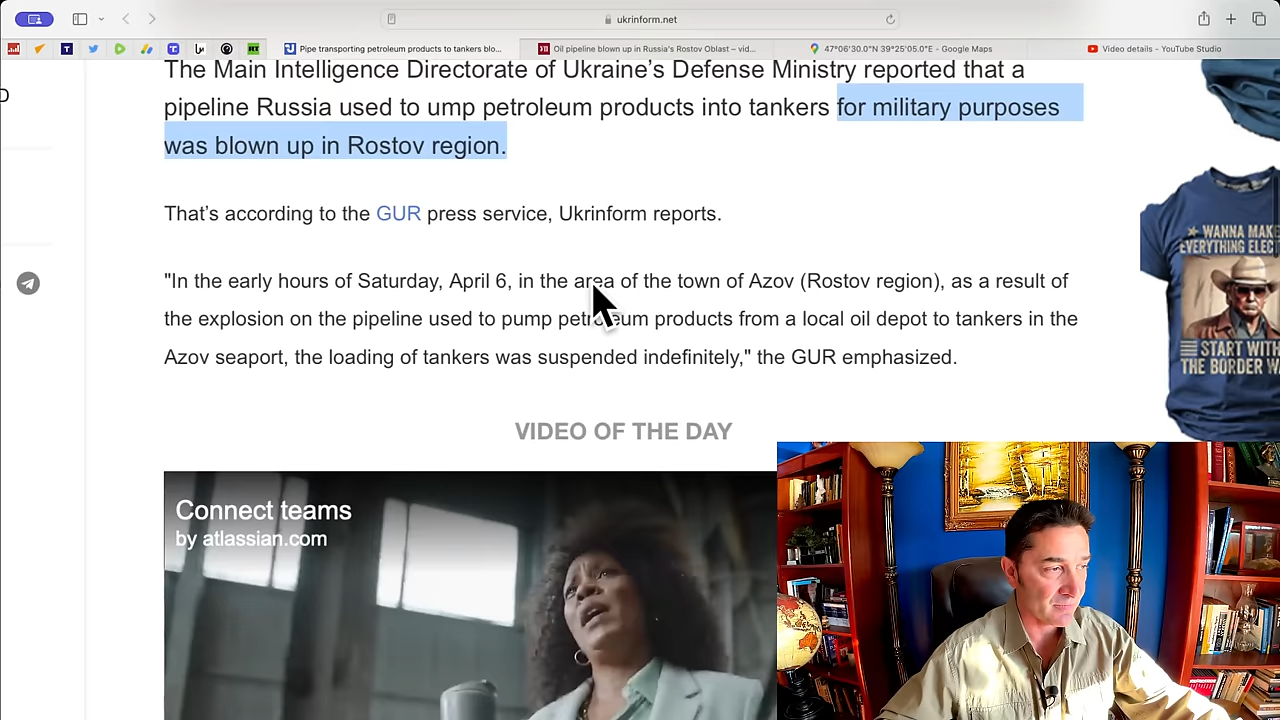 ukrinform.net
Pipe transporting petroleum products to tankers blo...
Oil pipeline blown up in Russia's Rostov Oblast – vid...
47°06'30.0"N 39°25'05.0"E - Google Maps
Video details - YouTube Studio
The Main Intelligence Directorate of Ukraine's Defense Ministry reported that a
pipeline Russia used to ump petroleum products into tankers for military purposes
was blown up in Rostov region.
That's according to the GUR press service, Ukrinform reports.
"In the early hours of Saturday, April 6, in the area of the town of Azov (Rostov region), as a result of
the explosion on the pipeline used to pump petroleum products from a local oil depot to tankers in the
Azov seaport, the loading of tankers was suspended indefinitely," the GUR emphasized.
VIDEO OF THE DAY
Connect teams
by atlassian.com
WANNA MAK
EVERYTHING ELEC
START WITH
THE BORDER WA